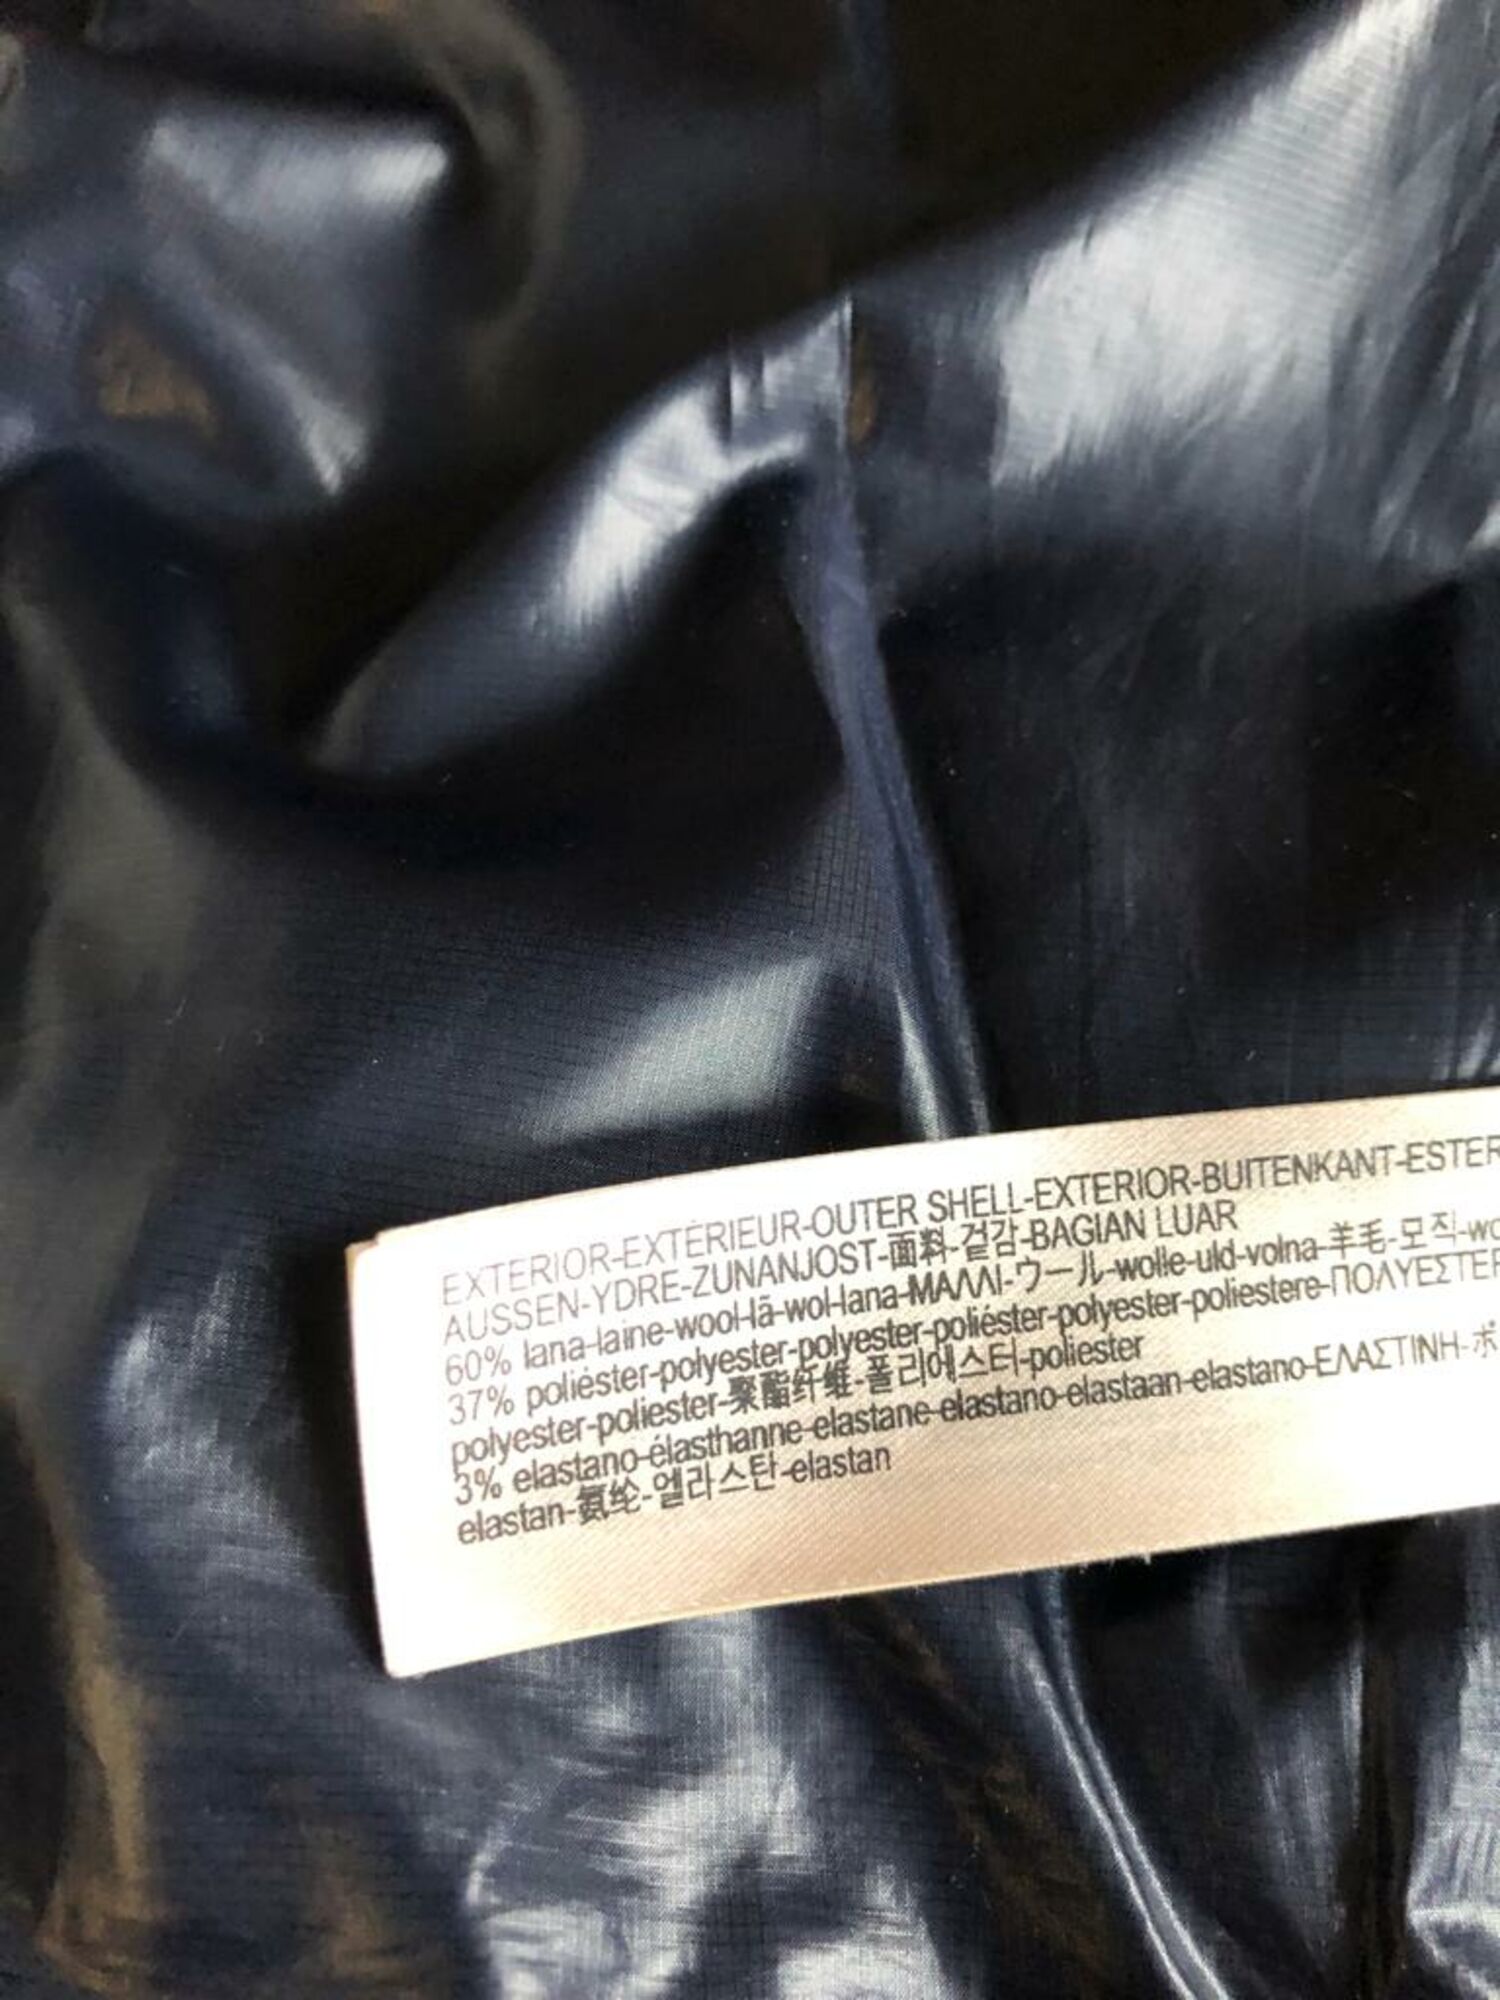 EXTERIOR-EXTÉRIEUR-OUTER SHELL-EXTERIOR-BUITENKANT-ESTER
AUSSEN-YDRE-ZUNANJOST-面料-겉감-BAGIAN LUAR
60% lana-laine-wool-lã-wol-lana-ΜΑΛΛΙ-ウール-wolle-uld-volna-羊毛-모직-wo
37% poliéster-polyester-polyester-poliéster-polyester-poliestere-ΠΟΛΥΕΣΤΕΡ
polyester-poliester-聚酯纤维-폴리에스터-poliester
3% elastano-élasthanne-elastane-elastano-elastaan-elastano-ΕΛΑΣΤΙΝΗ-ポ
elastan-氨纶-엘라스탄-elastan